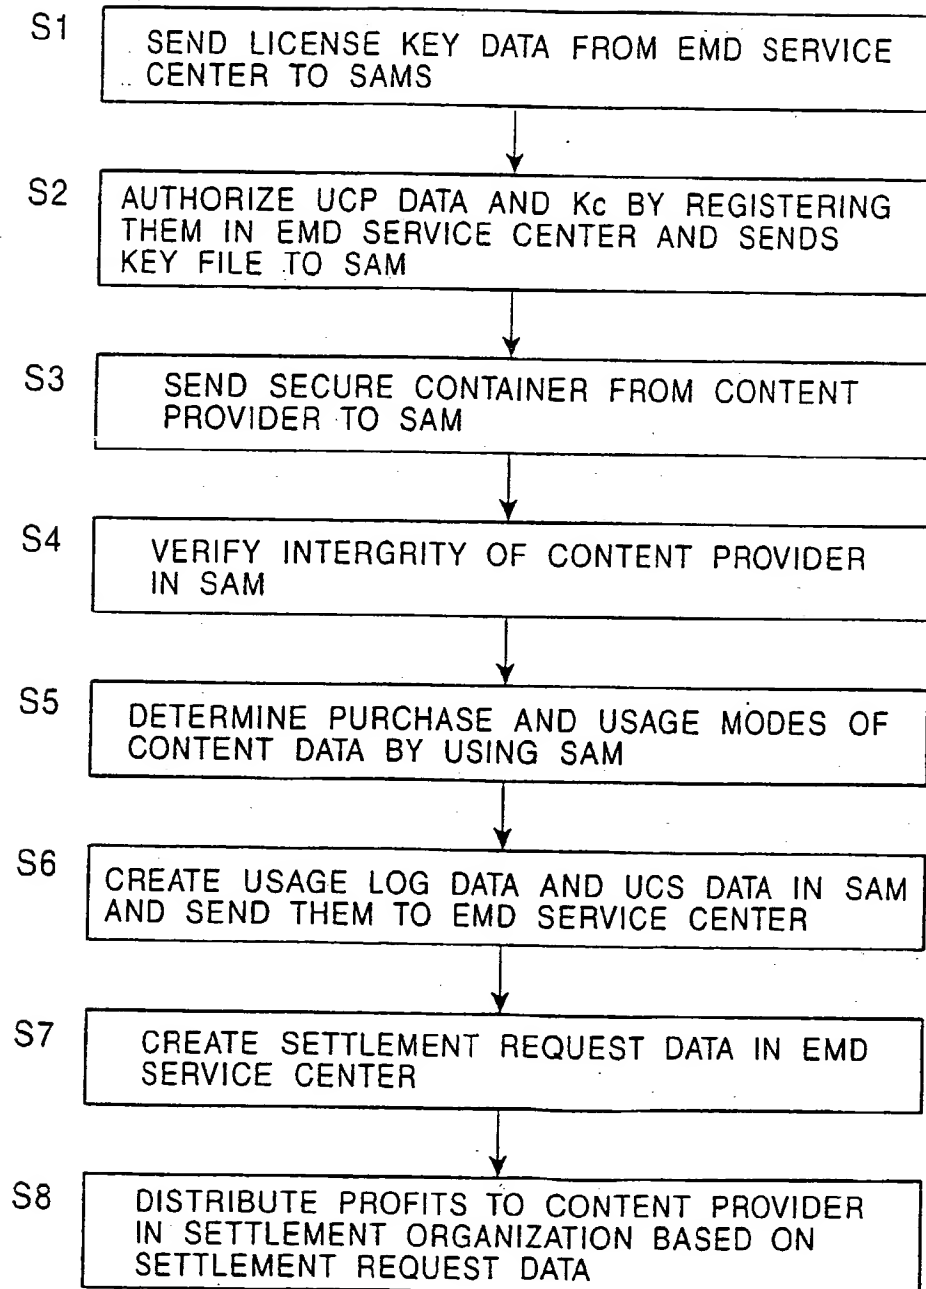 S1
SEND LICENSE KEY DATA FROM EMD SERVICE
CENTER TO SAMS
S2
AUTHORIZE UCP DATA AND Kc BY REGISTERING
THEM IN EMD SERVICE CENTER AND SENDS
KEY FILE TO SAM
S3
SEND SECURE CONTAINER FROM CONTENT
PROVIDER TO SAM
S4
VERIFY INTERGRITY OF CONTENT PROVIDER
IN SAM
S5
DETERMINE PURCHASE AND USAGE MODES OF
CONTENT DATA BY USING SAM
S6
CREATE USAGE LOG DATA AND UCS DATA IN SAM
AND SEND THEM TO EMD SERVICE CENTER
S7
CREATE SETTLEMENT REQUEST DATA IN EMD
SERVICE CENTER
S8
DISTRIBUTE PROFITS TO CONTENT PROVIDER
IN SETTLEMENT ORGANIZATION BASED ON
SETTLEMENT REQUEST DATA